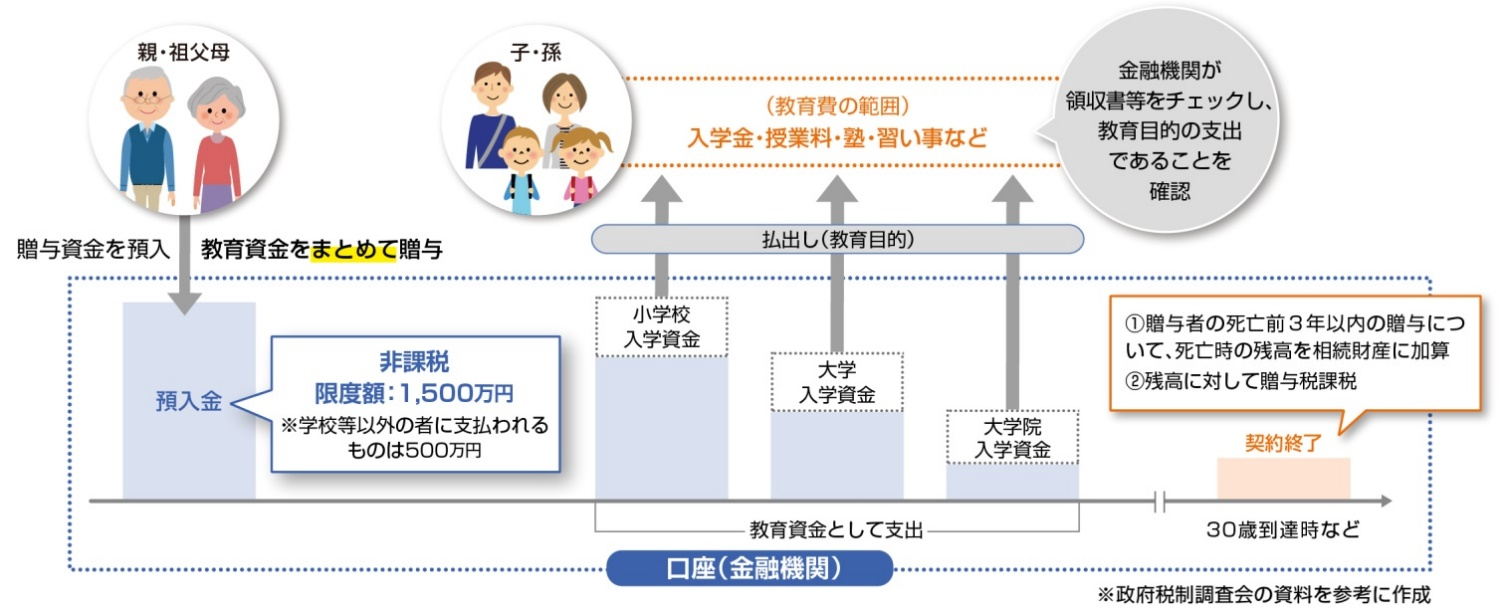 親・祖父母
子・孫
(教育費の範囲)
入学金・授業料・塾・習い事など
金融機関が
領収書等をチェックし、
教育目的の支出
であることを
確認
贈与資金を預入
教育資金をまとめて贈与
払出し(教育目的)
預入金
非課税
限度額:1,500万円
※学校等以外の者に支払われる
ものは500万円
小学校
入学資金
大学
入学資金
大学院
入学資金
①贈与者の死亡前3年以内の贈与につ
いて、死亡時の残高を相続財産に加算
②残高に対して贈与税課税
契約終了
教育資金として支出
30歳到達時など
口座(金融機関)
※政府税制調査会の資料を参考に作成